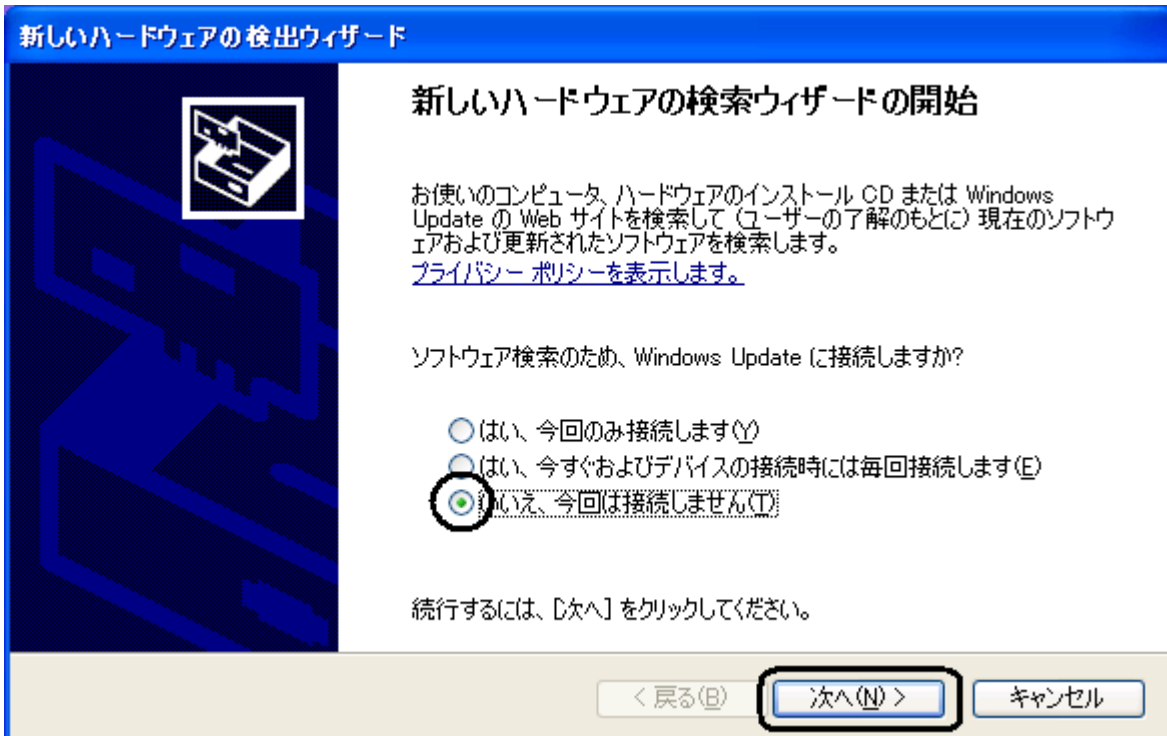 新しいハードウェアの検出ウィザード
新しいハードウェアの検索ウィザードの開始
お使いのコンピュータ、ハードウェアのインストール CD または Windows
Update の Web サイトを検索して (ユーザーの了解のもとに) 現在のソフトウ
ェアおよび更新されたソフトウェアを検索します。
プライバシー ポリシーを表示します。
ソフトウェア検索のため、Windows Update に接続しますか?
はい、今回のみ接続します(Y)
はい、今すぐおよびデバイスの接続時には毎回接続します(E)
いいえ、今回は接続しません(T)
続行するには、[次へ] をクリックしてください。
< 戻る(B) 次へ(N) > キャンセル